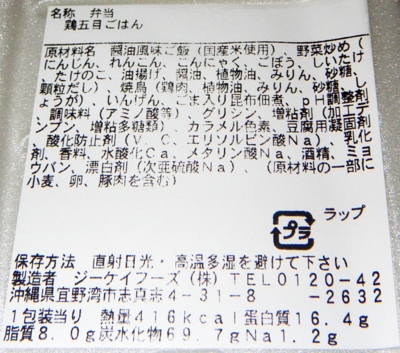 名称 弁当
鶏五目ごはん
原材料名 醤油風味ご飯(国産米使用) 野菜炒め(
にんじん、れんこん、こんにゃく、ごぼう、しいたけ
、たけのこ、油揚げ、醤油、植物油、みりん、砂糖、
顆粒だし)、焼鳥(鶏肉、植物油、みりん、砂糖、し
ょうが)、いんげん、ごま入り昆布佃煮、pH調整剤
、調味料(アミノ酸等)、グリシン、増粘剤(加工デ
ンプン、増粘多糖類)、カラメル色素、豆腐用凝固剤
、酸化防止剤(V.C、エリソルビン酸Na)、乳化
剤、香料、水酸化Ca、メタリン酸Na、酒精、ミョ
ウバン、漂白剤(次亜硫酸Na)、(原材料の一部に
小麦、卵、豚肉を含む)
プラ
ラップ
保存方法 直射日光・高温多湿を避けて下さい
製造者 ジーケイフーズ(株)TEL0120-42
沖縄県宜野湾市志真志4-31-8 -2632
1包装当り 熱量416kcal蛋白質16.4g
脂質8.0g炭水化物69.7gNa1.2g